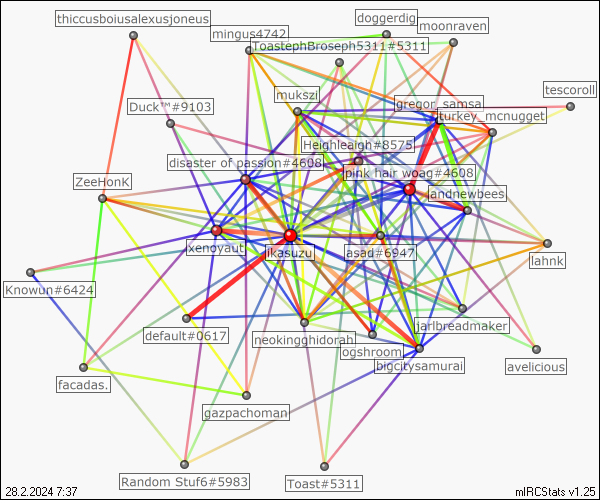 thiccusboiusalexusjoneus
doggerdig
moonraven
mingus4742
ToastephBroseph5311#5311
tescoroll
mukszi
gregor_samsa
Duck™#9103
turkey_mcnugget
Heighleaigh#8575
disaster of passion#4608
pink hair woag#4608
ZeeHonK
andnewbees
xenoyaut
ikasuzu
asad#6947
lahnk
Knowun#6424
default#0617
neokingghidorah
jarlbreadmaker
ogshroom
bigcitysamurai
avelicious
facadas.
gazpachoman
Random Stuf6#5983
Toast#5311
28.2.2024 7:37
mIRCStats v1.25